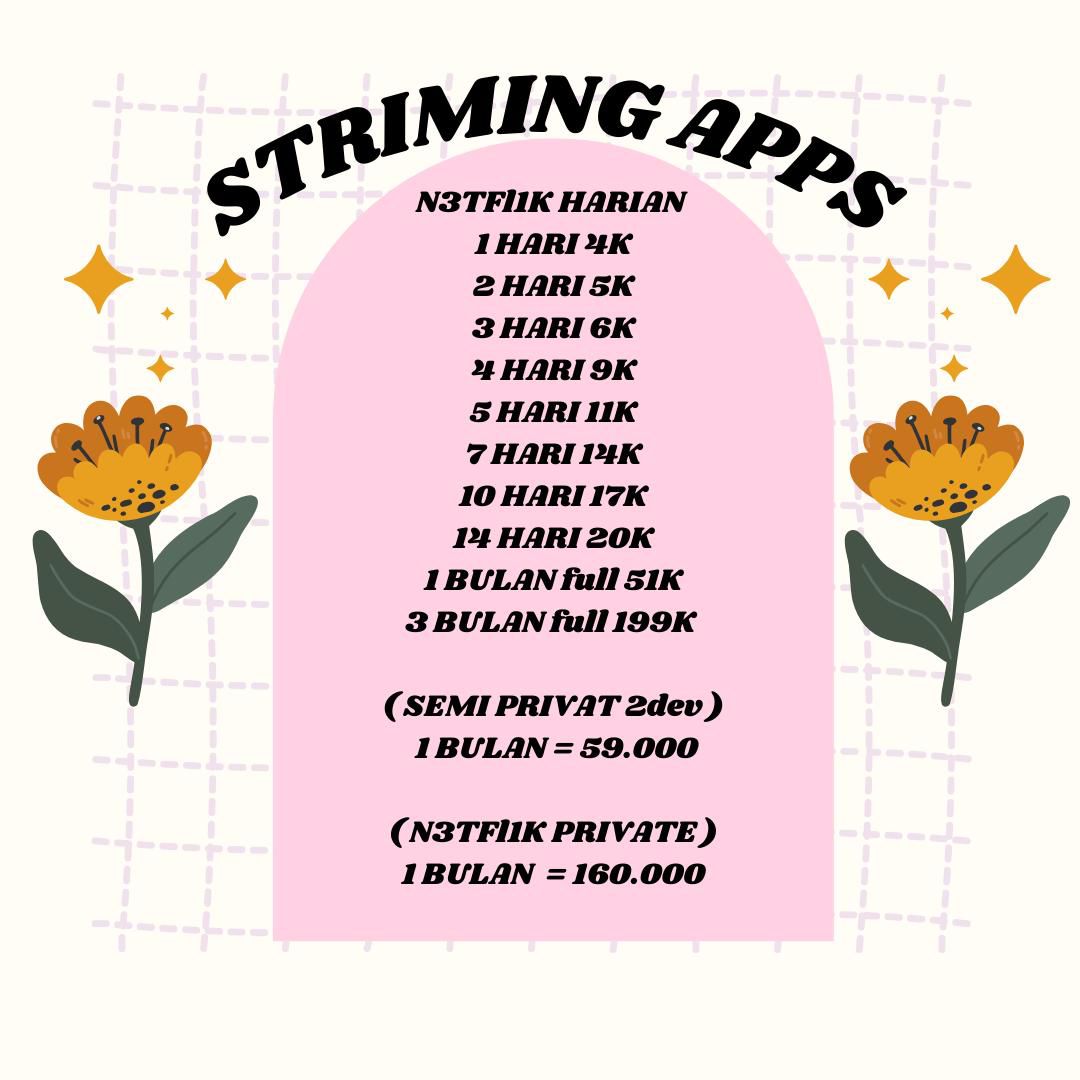 STRIMING APPS
N3TFl1K HARIAN
1 HARI 4K
2 HARI 5K
3 HARI 6K
4 HARI 9K
5 HARI 11K
7 HARI 14K
10 HARI 17K
14 HARI 20K
1 BULAN full 51K
3 BULAN full 199K
( SEMI PRIVAT 2dev )
1 BULAN = 59.000
( N3TFl1K PRIVATE )
1 BULAN = 160.000